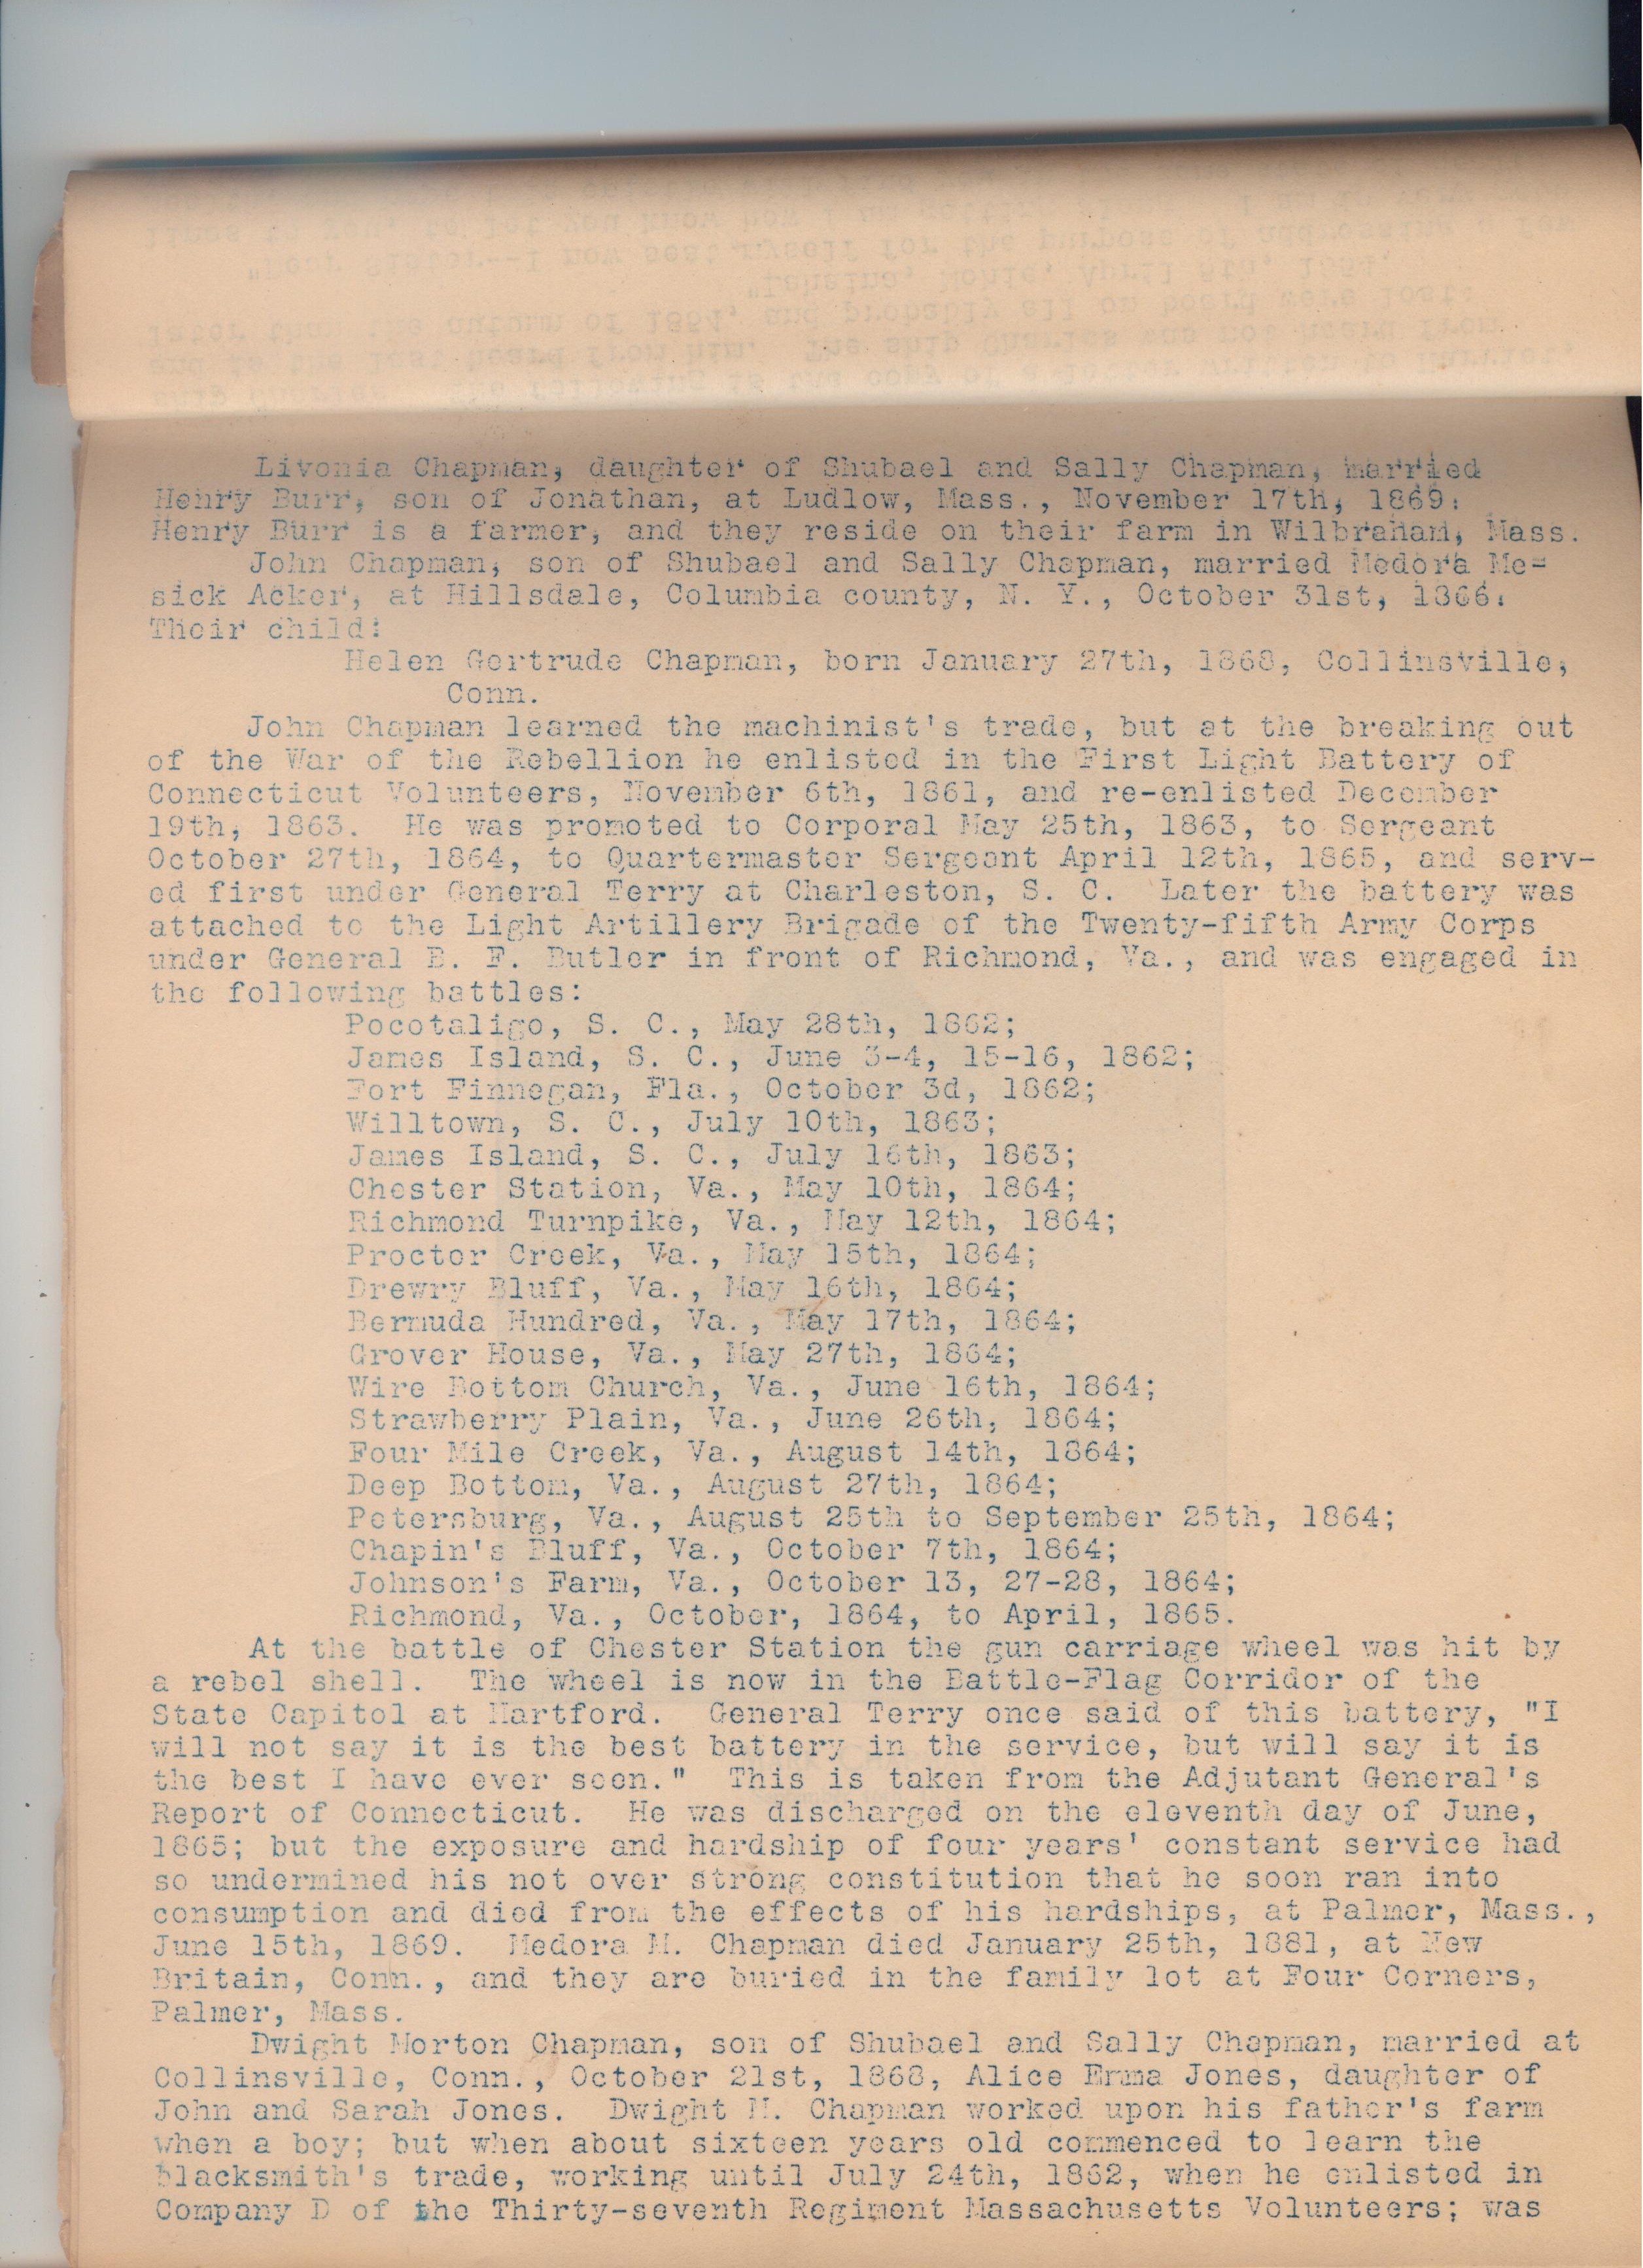 Livonia Chapman, daughter of Shubael and Sally Chapman, married
Henry Burr, son of Jonathan, at Ludlow, Mass., November 17th, 1869.
Henry Burr is a farmer, and they reside on their farm in Wilbraham, Mass.
John Chapman, son of Shubael and Sally Chapman, married Medora Me-
sick Acker, at Hillsdale, Columbia county, N. Y., October 31st, 1866.
Their child:
Helen Gertrude Chapman, born January 27th, 1868, Collinsville,
Conn.
John Chapman learned the machinist's trade, but at the breaking out
of the War of the Rebellion he enlisted in the First Light Battery of
Connecticut Volunteers, November 6th, 1861, and re-enlisted December
19th, 1863. He was promoted to Corporal May 25th, 1863, to Sergeant
October 27th, 1864, to Quartermaster Sergeant April 12th, 1865, and serv-
ed first under General Terry at Charleston, S. C. Later the battery was
attached to the Light Artillery Brigade of the Twenty-fifth Army Corps
under General B. F. Butler in front of Richmond, Va., and was engaged in
the following battles:
Pocotaligo, S. C., May 28th, 1862;
James Island, S. C., June 3-4, 15-16, 1862;
Fort Finnegan, Fla., October 3d, 1862;
Willtown, S. C., July 10th, 1863;
James Island, S. C., July 16th, 1863;
Chester Station, Va., May 10th, 1864;
Richmond Turnpike, Va., May 12th, 1864;
Proctor Creek, Va., May 15th, 1864;
Drewry Bluff, Va., May 16th, 1864;
Bermuda Hundred, Va., May 17th, 1864;
Grover House, Va., May 27th, 1864;
Wire Bottom Church, Va., June 16th, 1864;
Strawberry Plain, Va., June 26th, 1864;
Four Mile Creek, Va., August 14th, 1864;
Deep Bottom, Va., August 27th, 1864;
Petersburg, Va., August 25th to September 25th, 1864;
Chapin's Bluff, Va., October 7th, 1864;
Johnson's Farm, Va., October 13, 27-28, 1864;
Richmond, Va., October, 1864, to April, 1865.
At the battle of Chester Station the gun carriage wheel was hit by
a rebel shell. The wheel is now in the Battle-Flag Corridor of the
State Capitol at Hartford. General Terry once said of this battery, "I
will not say it is the best battery in the service, but will say it is
the best I have ever seen." This is taken from the Adjutant General's
Report of Connecticut. He was discharged on the eleventh day of June,
1865; but the exposure and hardship of four years' constant service had
so undermined his not over strong constitution that he soon ran into
consumption and died from the effects of his hardships, at Palmer, Mass.,
June 15th, 1869. Medora M. Chapman died January 25th, 1881, at New
Britain, Conn., and they are buried in the family lot at Four Corners,
Palmer, Mass.
Dwight Morton Chapman, son of Shubael and Sally Chapman, married at
Collinsville, Conn., October 21st, 1868, Alice Emma Jones, daughter of
John and Sarah Jones. Dwight M. Chapman worked upon his father's farm
when a boy; but when about sixteen years old commenced to learn the
blacksmith's trade, working until July 24th, 1862, when he enlisted in
Company D of the Thirty-seventh Regiment Massachusetts Volunteers; was